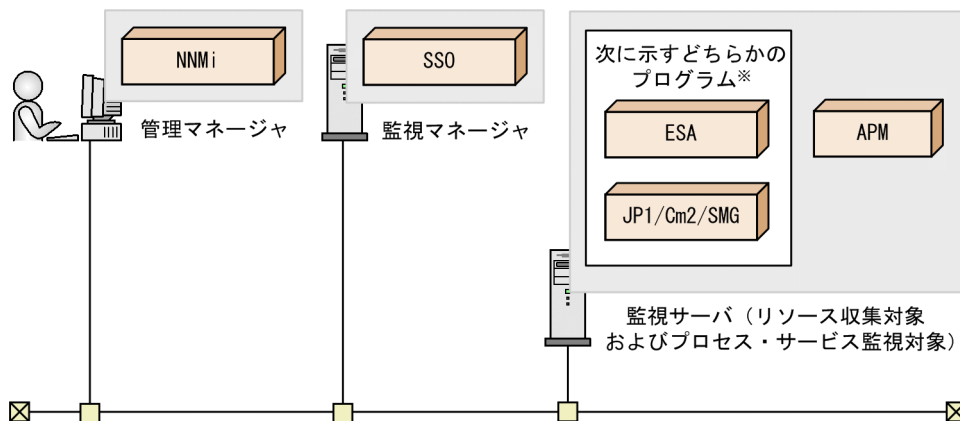 NNMi
管理マネージャ
SSO
監視マネージャ
次に示すどちらかの
プログラム※
ESA
JP1/Cm2/SMG
APM
監視サーバ（リソース収集対象
およびプロセス・サービス監視対象）